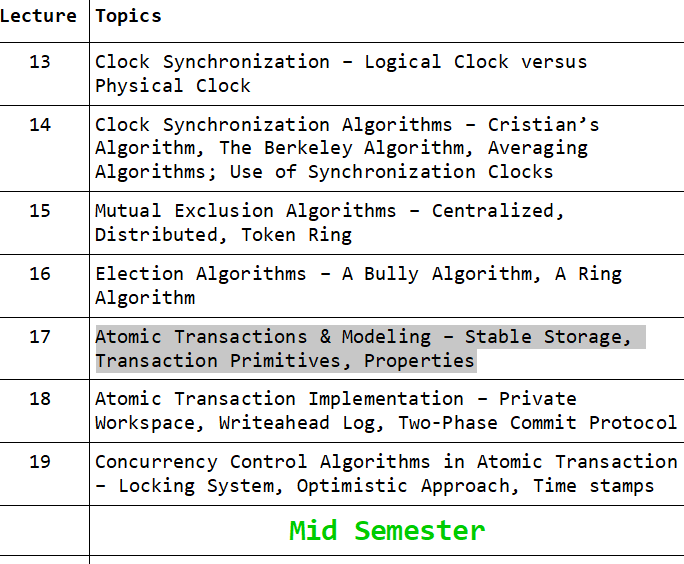 Lecture Topics
13 Clock Synchronization – Logical Clock versus
Physical Clock
14 Clock Synchronization Algorithms – Cristian’s
Algorithm, The Berkeley Algorithm, Averaging
Algorithms; Use of Synchronization Clocks
15 Mutual Exclusion Algorithms – Centralized,
Distributed, Token Ring
16 Election Algorithms – A Bully Algorithm, A Ring
Algorithm
17 Atomic Transactions & Modeling – Stable Storage,
Transaction Primitives, Properties
18 Atomic Transaction Implementation – Private
Workspace, Writeahead Log, Two-Phase Commit Protocol
19 Concurrency Control Algorithms in Atomic Transaction
– Locking System, Optimistic Approach, Time stamps
Mid Semester